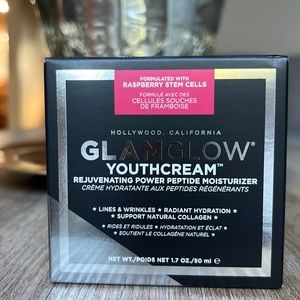 FORMULATED WITH
RASPBERRY STEM CELLS
FORMULÉ AVEC DES
CELLULES SOUCHES
DE FRAMBOISE
HOLLYWOOD, CALIFORNIA
GLAMGLOW®
YOUTHCREAM™
REJUVENATING POWER PEPTIDE MOISTURIZER
CRÈME HYDRATANTE AUX PEPTIDES RÉGÉNÉRANTS
★ LINES & WRINKLES ★ RADIANT HYDRATION ★
★ SUPPORT NATURAL COLLAGEN ★
★ RIDES ET RIDULES ★ HYDRATATION ET ÉCLAT ★
★ SOUTIENT LE COLLAGÈNE NATUREL ★
NET WT./POIDS NET 1.7 OZ./50 ml ℮